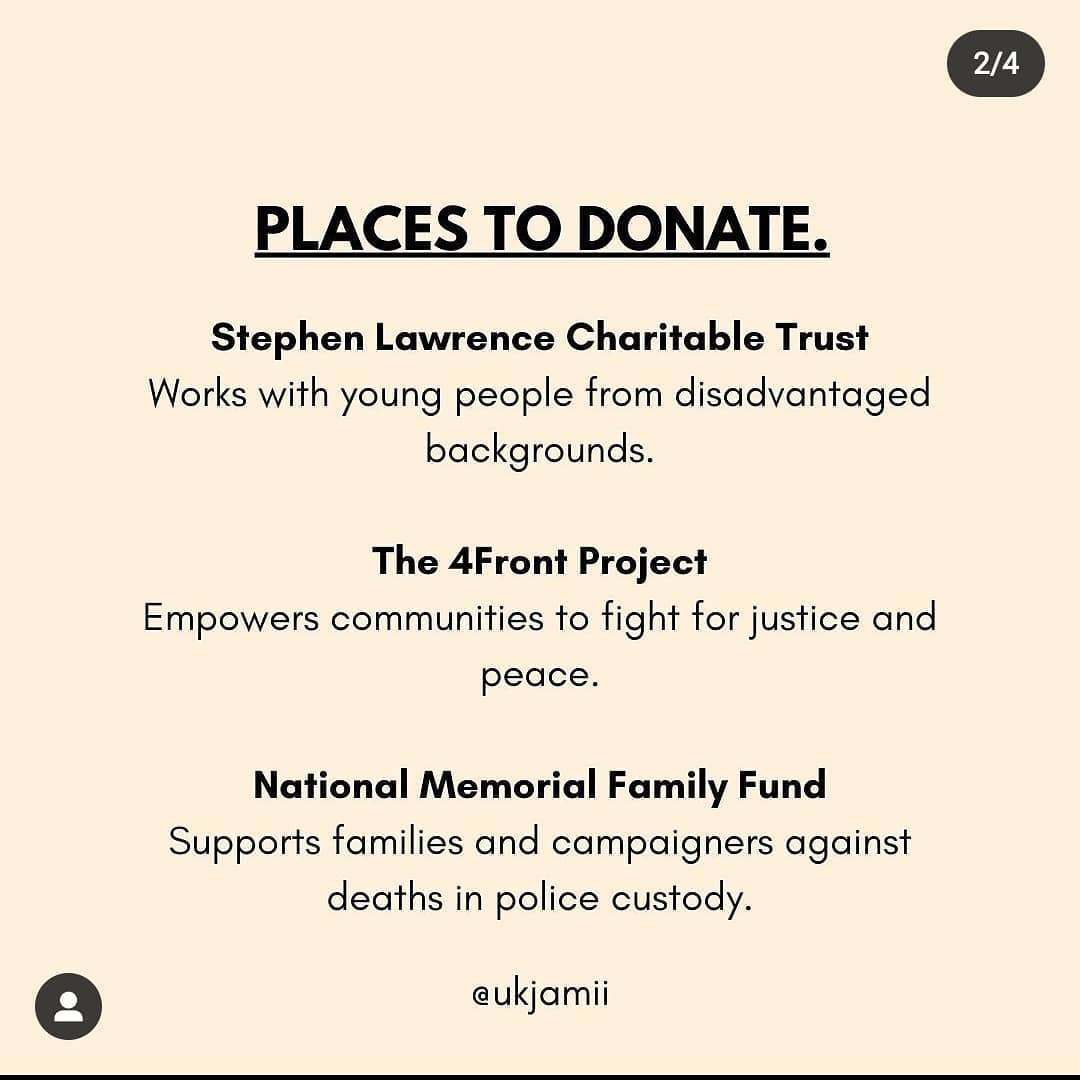 2/4
PLACES TO DONATE.
Stephen Lawrence Charitable Trust
Works with young people from disadvantaged
backgrounds.
The 4Front Project
Empowers communities to fight for justice and
peace.
National Memorial Family Fund
Supports families and campaigners against
deaths in police custody.
@ukjamii